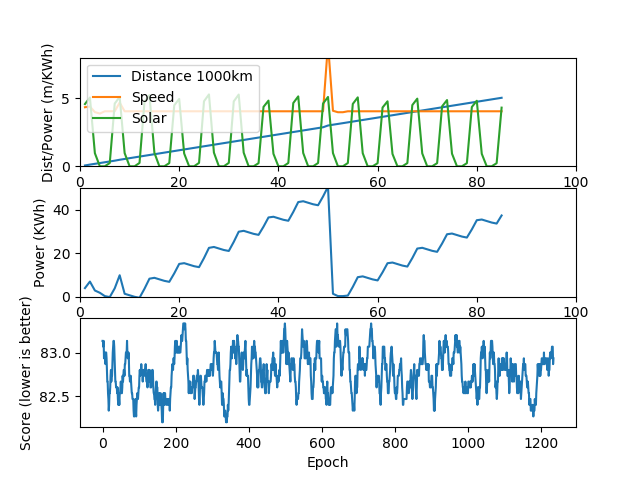 Dist/Power (m/KWh)
5
0
Distance 1000km
Speed
Solar
0 20 40 60 80 100
Power (KWh)
40
20
0
0 20 40 60 80 100
Score (lower is better)
83.0
82.5
0 200 400 600 800 1000 1200
Epoch